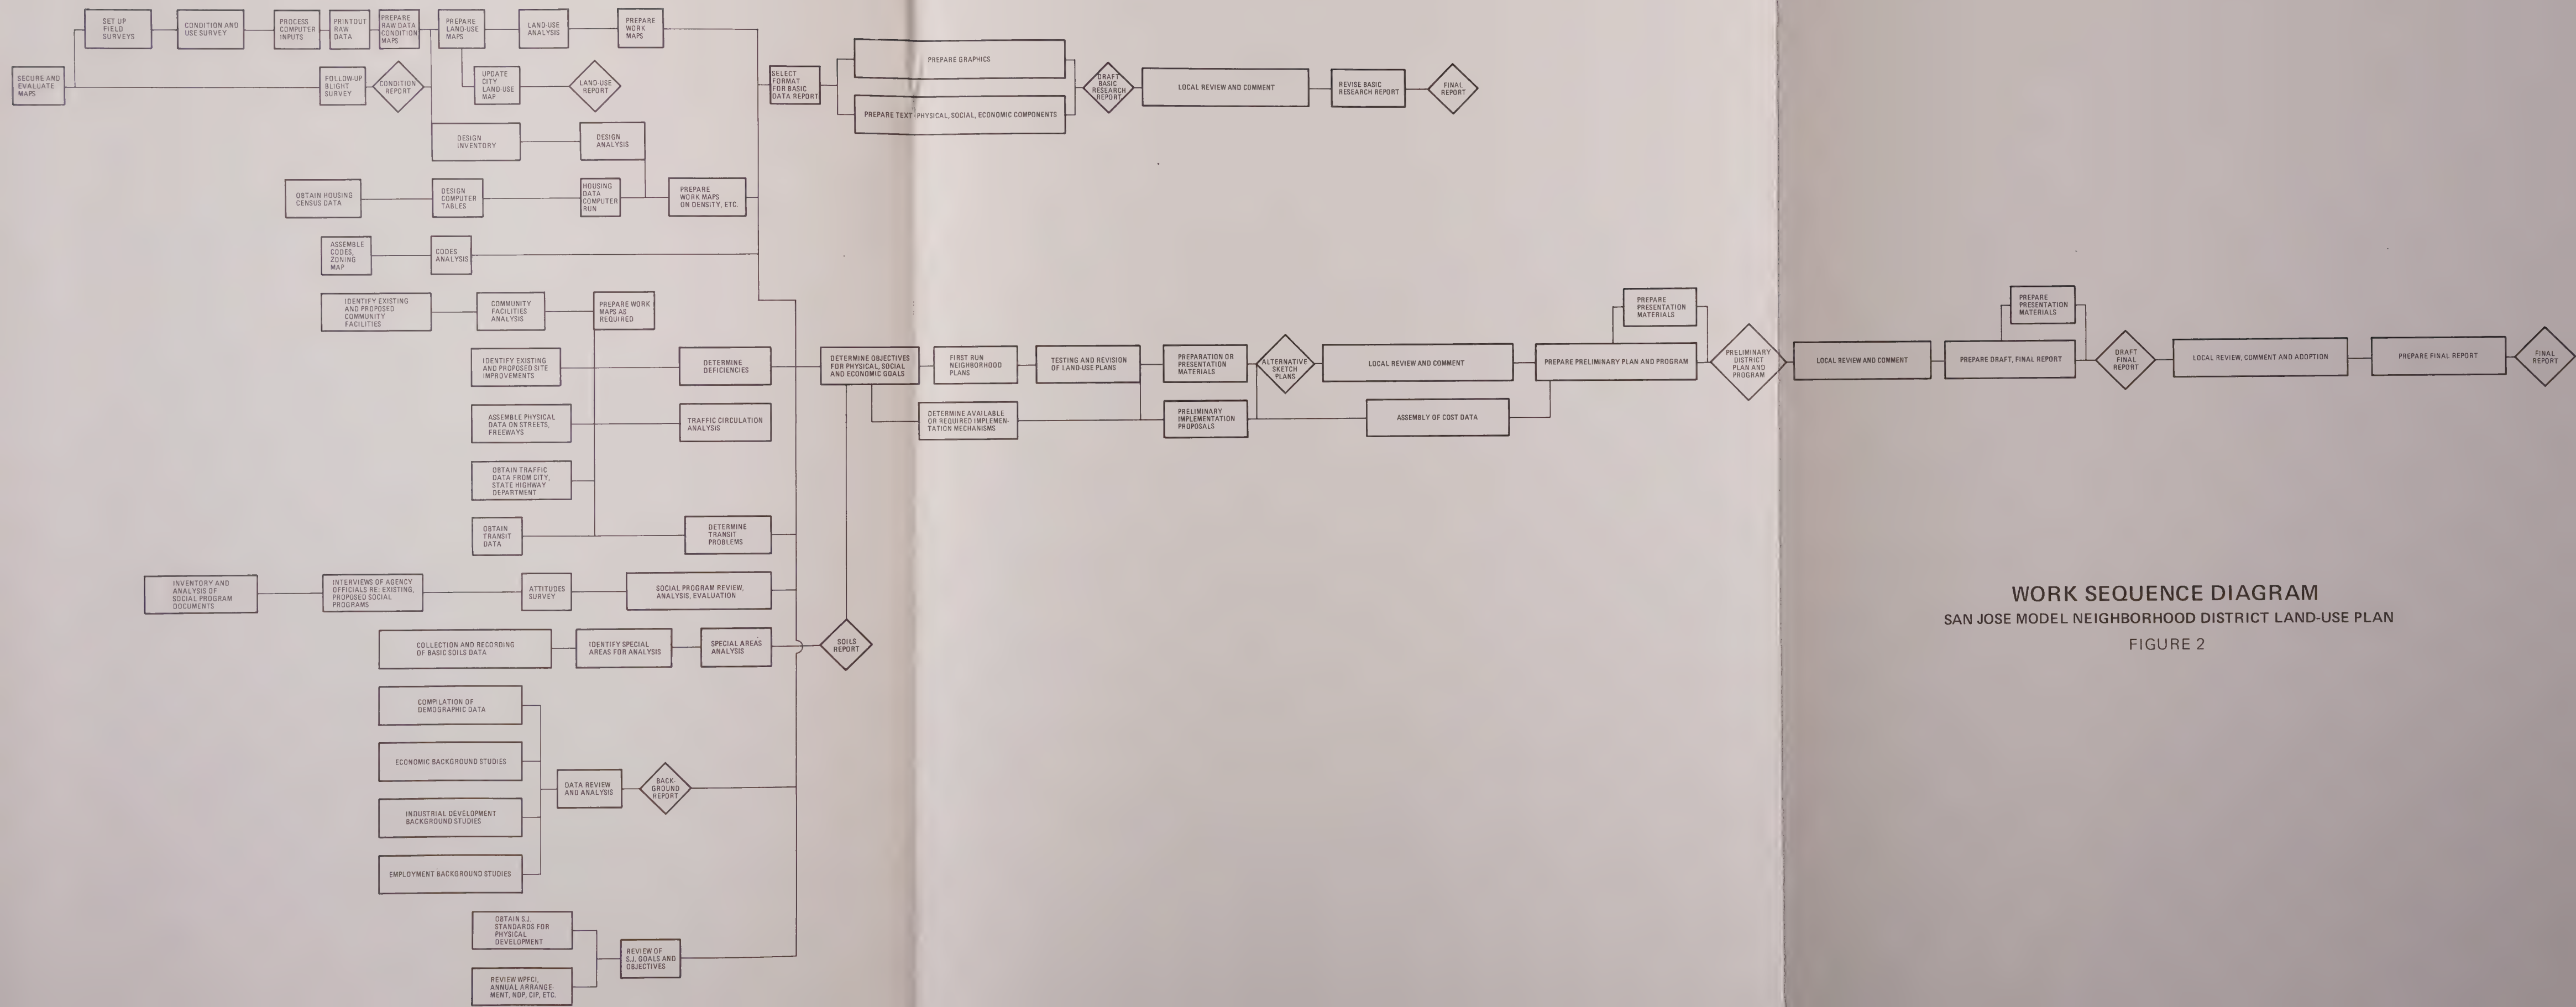 SET UP
FIELD
SURVEYS
CONDITION AND
USE SURVEY
PROCESS
COMPUTER
INPUTS
PRINTOUT
RAW
DATA
PREPARE
RAW DATA
CONDITION
MAPS
PREPARE
LAND-USE
MAPS
LAND-USE
ANALYSIS
PREPARE
WORK
MAPS
SECURE AND
EVALUATE
MAPS
FOLLOW-UP
BLIGHT
SURVEY
CONDITION
REPORT
UPDATE
CITY
LAND-USE
MAP
LAND-USE
REPORT
SELECT
FORMAT
FOR BASIC
DATA REPORT
PREPARE GRAPHICS
PREPARE TEXT-PHYSICAL, SOCIAL, ECONOMIC COMPONENTS
DRAFT
BASIC
RESEARCH
REPORT
LOCAL REVIEW AND COMMENT
REVISE BASIC
RESEARCH REPORT
FINAL
REPORT
DESIGN
INVENTORY
DESIGN
ANALYSIS
OBTAIN HOUSING
CENSUS DATA
DESIGN
COMPUTER
TABLES
HOUSING
DATA
COMPUTER
RUN
PREPARE
WORK MAPS
ON DENSITY, ETC.
ASSEMBLE
CODES,
ZONING
MAP
CODES
ANALYSIS
IDENTIFY EXISTING
AND PROPOSED
COMMUNITY
FACILITIES
COMMUNITY
FACILITIES
ANALYSIS
PREPARE WORK
MAPS AS
REQUIRED
IDENTIFY EXISTING
AND PROPOSED SITE
IMPROVEMENTS
DETERMINE
DEFICIENCIES
DETERMINE OBJECTIVES
FOR PHYSICAL, SOCIAL
AND ECONOMIC GOALS
FIRST RUN
NEIGHBORHOOD
PLANS
TESTING AND REVISION
OF LAND-USE PLANS
PREPARATION OR
PRESENTATION
MATERIALS
ALTERNATIVE
SKETCH
PLANS
LOCAL REVIEW AND COMMENT
PREPARE
PRESENTATION
MATERIALS
PREPARE PRELIMINARY PLAN AND PROGRAM
PRELIMINARY
DISTRICT
PLAN AND
PROGRAM
LOCAL REVIEW AND COMMENT
PREPARE
PRESENTATION
MATERIALS
PREPARE DRAFT, FINAL REPORT
DRAFT
FINAL
REPORT
LOCAL REVIEW, COMMENT AND ADOPTION
PREPARE FINAL REPORT
FINAL
REPORT
ASSEMBLE PHYSICAL
DATA ON STREETS,
FREEWAYS
TRAFFIC CIRCULATION
ANALYSIS
DETERMINE AVAILABLE
OR REQUIRED IMPLEMEN-
TATION MECHANISMS
PRELIMINARY
IMPLEMENTATION
PROPOSALS
ASSEMBLY OF COST DATA
OBTAIN TRAFFIC
DATA FROM CITY,
STATE HIGHWAY
DEPARTMENT
OBTAIN
TRANSIT
DATA
DETERMINE
TRANSIT
PROBLEMS
INVENTORY AND
ANALYSIS OF
SOCIAL PROGRAM
DOCUMENTS
INTERVIEWS OF AGENCY
OFFICIALS RE: EXISTING,
PROPOSED SOCIAL
PROGRAMS
ATTITUDES
SURVEY
SOCIAL PROGRAM REVIEW,
ANALYSIS, EVALUATION
COLLECTION AND RECORDING
OF BASIC SOILS DATA
IDENTIFY SPECIAL
AREAS FOR ANALYSIS
SPECIAL AREAS
ANALYSIS
SOILS
REPORT
WORK SEQUENCE DIAGRAM
SAN JOSE MODEL NEIGHBORHOOD DISTRICT LAND-USE PLAN
FIGURE 2
COMPILATION OF
DEMOGRAPHIC DATA
ECONOMIC BACKGROUND STUDIES
INDUSTRIAL DEVELOPMENT
BACKGROUND STUDIES
EMPLOYMENT BACKGROUND STUDIES
DATA REVIEW
AND ANALYSIS
BACK-
GROUND
REPORT
OBTAIN S.J.
STANDARDS FOR
PHYSICAL
DEVELOPMENT
REVIEW WPFCI,
ANNUAL ARRANGE-
MENT, NDP, CIP, ETC.
REVIEW OF
S.J. GOALS AND
OBJECTIVES